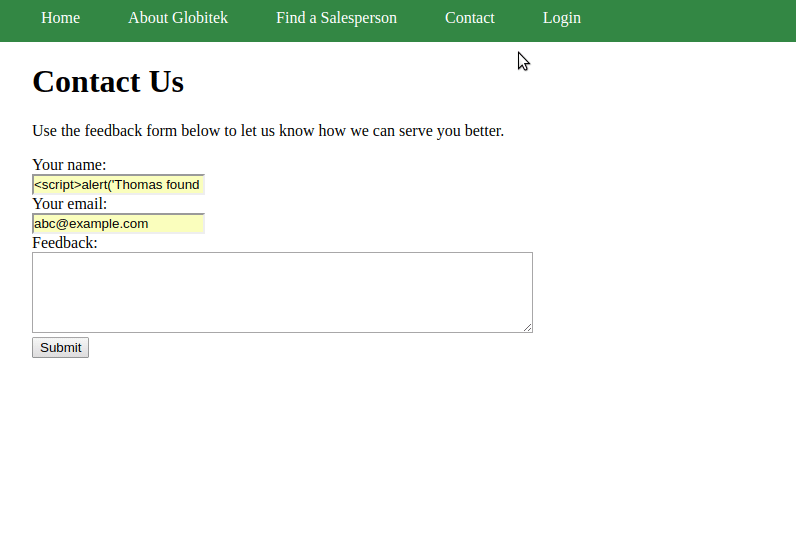 Home About Globitek Find a Salesperson Contact Login
Contact Us
Use the feedback form below to let us know how we can serve you better.
Your name:
<script>alert('Thomas found
Your email:
abc@example.com
Feedback:
Submit